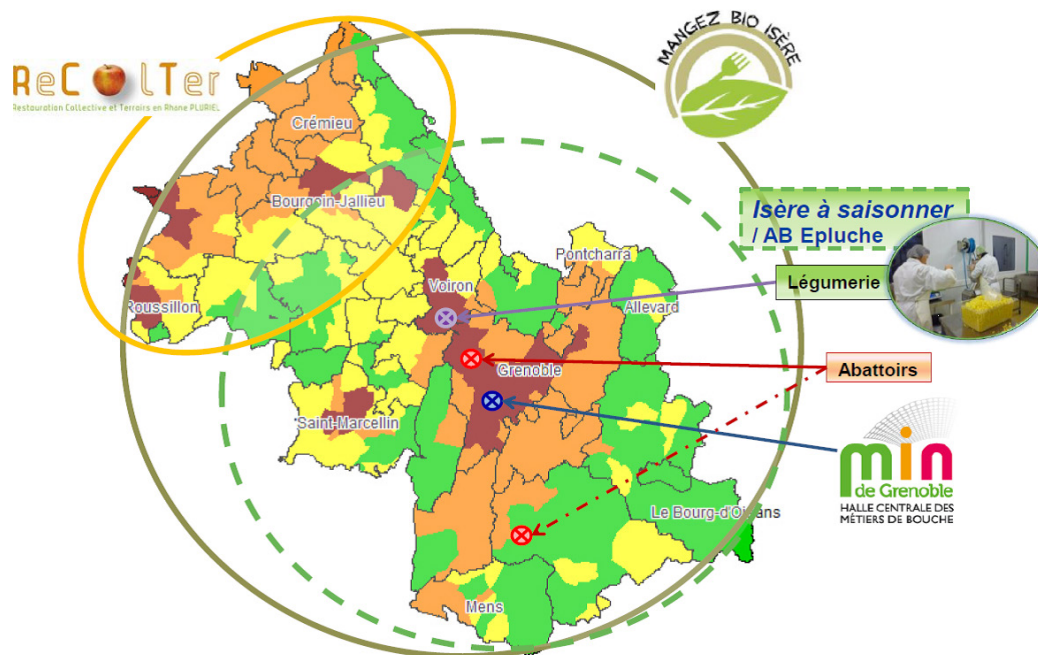 ReCOlTer
Restauration Collective et Terroirs en Rhone PLURIEL
MANGEZ BIO ISÈRE
Crémieu
Bourgoin-Jallieu
Isère à saisonner
/ AB Epluche
Pontcharra
Voiron
Légumerie
Roussillon
Allevard
Grenoble
Abattoirs
Saint-Marcellin
min
de Grenoble
HALLE CENTRALE DES
MÉTIERS DE BOUCHE
Le Bourg-d'Oisans
Mens